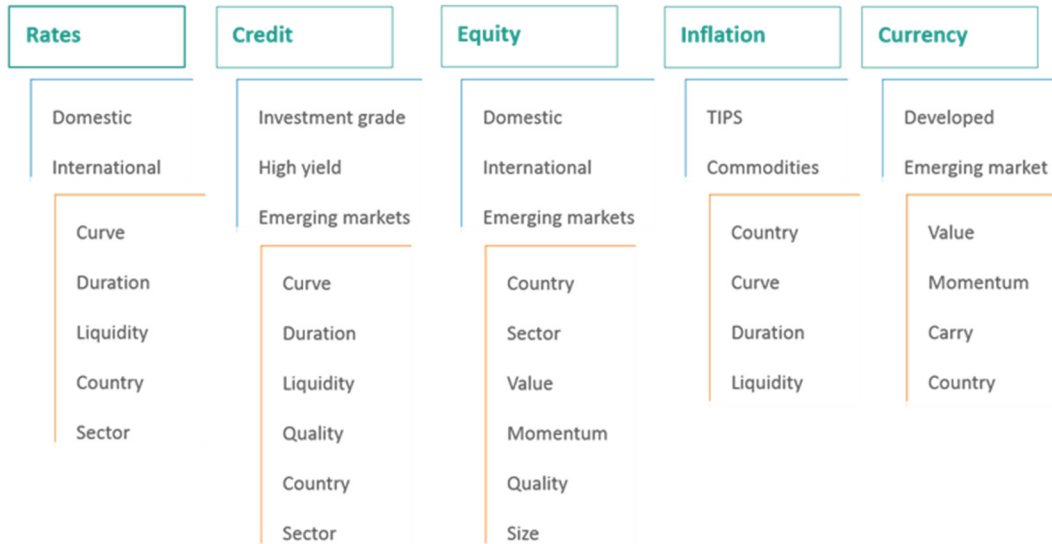 Rates
Domestic
International
Curve
Duration
Liquidity
Country
Sector
Credit
Investment grade
High yield
Emerging markets
Curve
Duration
Liquidity
Quality
Country
Sector
Equity
Domestic
International
Emerging markets
Country
Sector
Value
Momentum
Quality
Size
Inflation
TIPS
Commodities
Country
Curve
Duration
Liquidity
Currency
Developed
Emerging market
Value
Momentum
Carry
Country